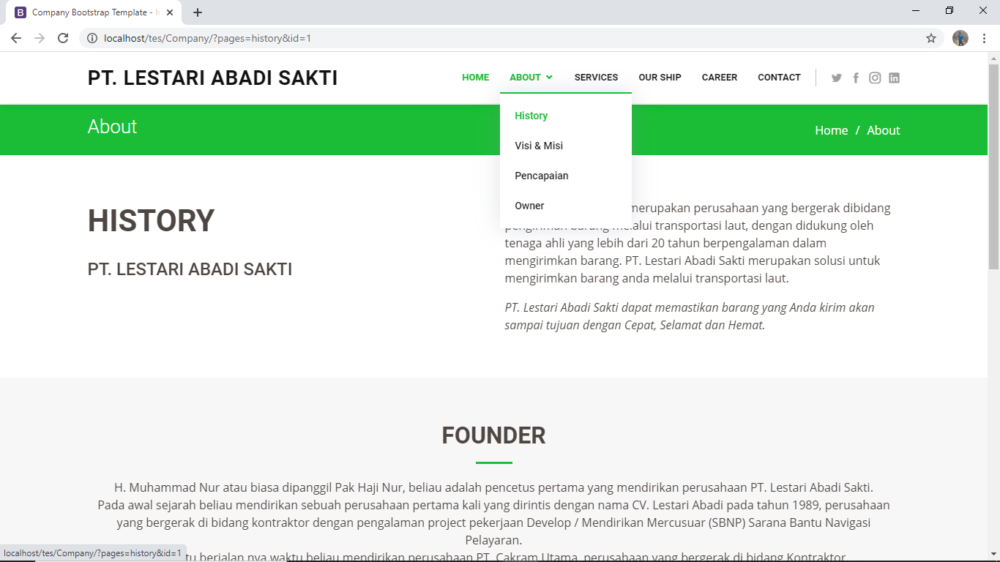 Company Bootstrap Template - I
localhost/tes/Company/?pages=history&id=1
PT. LESTARI ABADI SAKTI
HOME
ABOUT
SERVICES
OUR SHIP
CAREER
CONTACT
History
Visi & Misi
Pencapaian
Owner
About
Home / About
HISTORY
PT. LESTARI ABADI SAKTI
merupakan perusahaan yang bergerak dibidang
pengiriman barang melalui transportasi laut, dengan didukung oleh
tenaga ahli yang lebih dari 20 tahun berpengalaman dalam
mengirimkan barang. PT. Lestari Abadi Sakti merupakan solusi untuk
mengirimkan barang anda melalui transportasi laut.
PT. Lestari Abadi Sakti dapat memastikan barang yang Anda kirim akan
sampai tujuan dengan Cepat, Selamat dan Hemat.
FOUNDER
H. Muhammad Nur atau biasa dipanggil Pak Haji Nur, beliau adalah pencetus pertama yang mendirikan perusahaan PT. Lestari Abadi Sakti.
Pada awal sejarah beliau mendirikan sebuah perusahaan pertama kali yang dirintis dengan nama CV. Lestari Abadi pada tahun 1989, perusahaan
yang bergerak di bidang kontraktor dengan pengalaman project pekerjaan Develop / Mendirikan Mercusuar (SBNP) Sarana Bantu Navigasi
Pelayaran.
tu berjalan nya waktu beliau mendirikan perusahaan PT. Cakram Utama, perusahaan yang bergerak di bidang Kontraktor
localhost/tes/Company/?pages=history&id=1